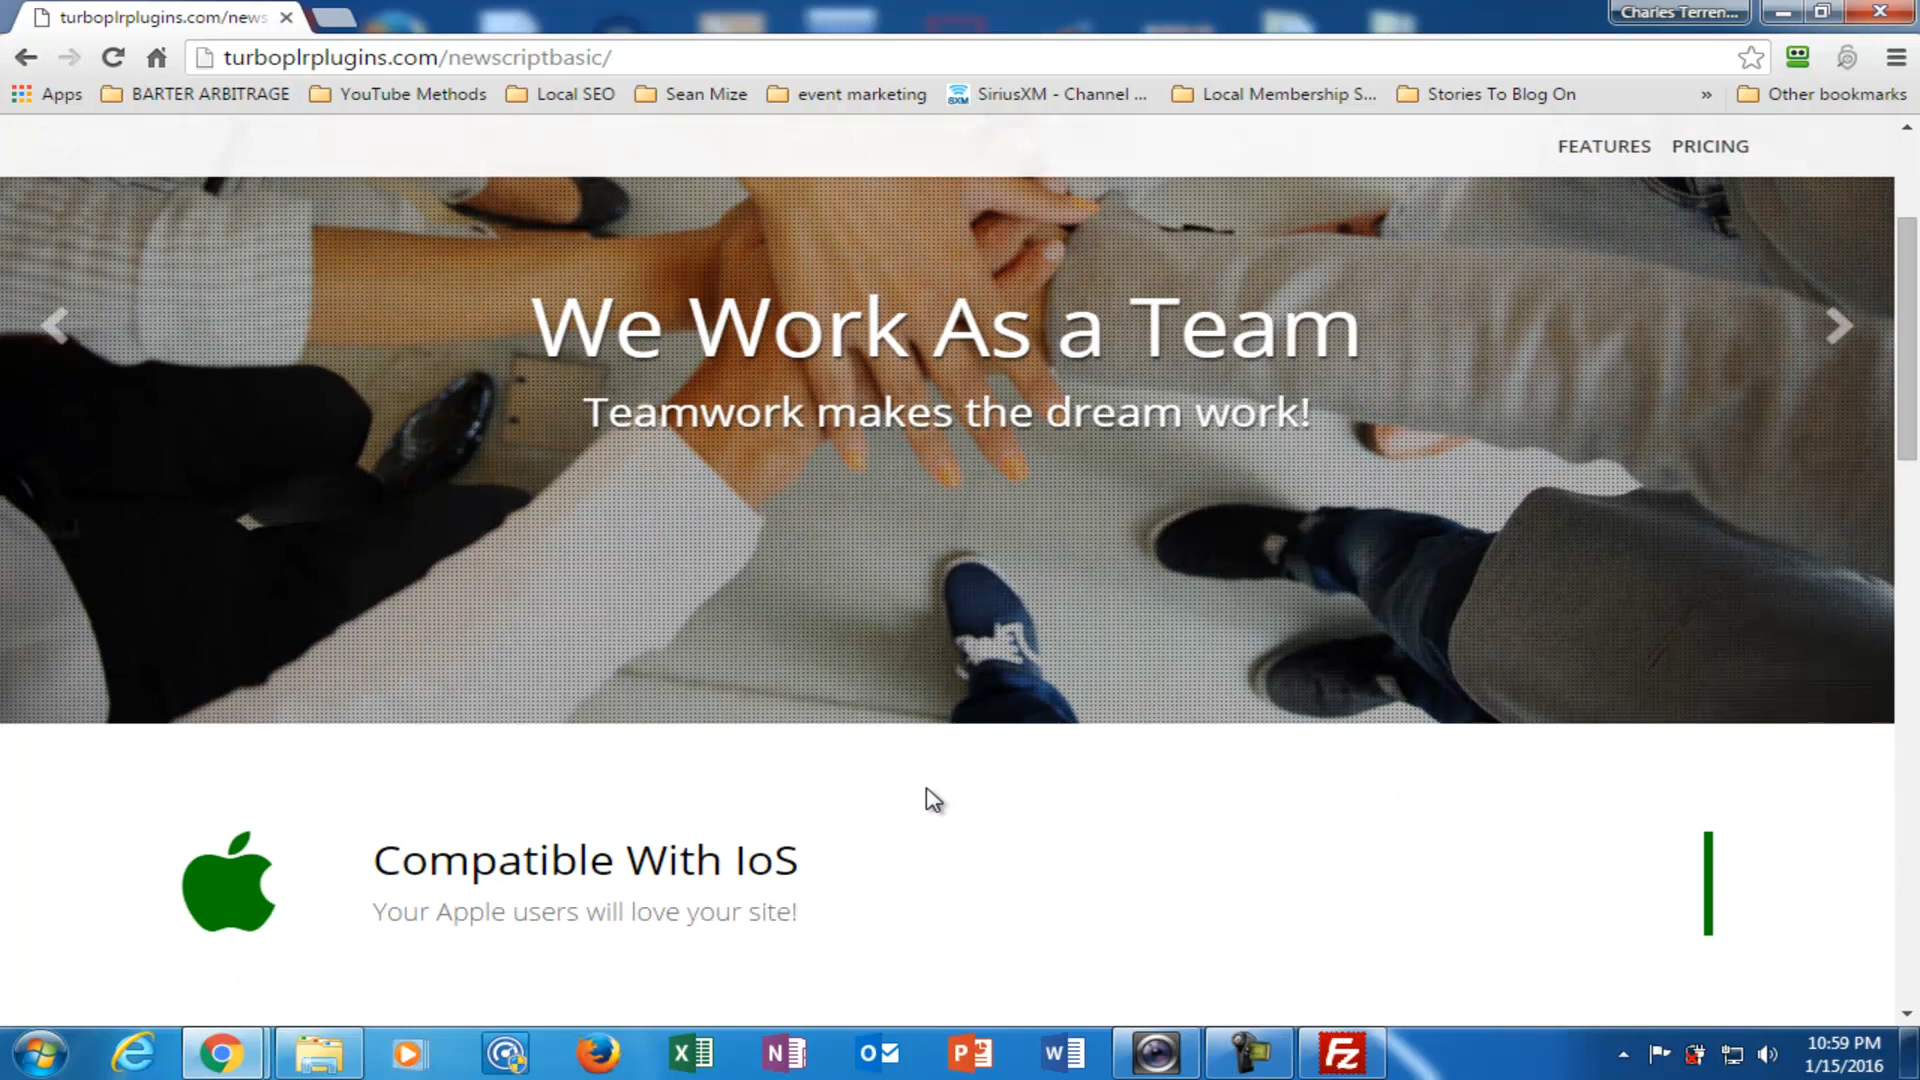 turboplrplugins.com/news
Charles Terren...
turboplrplugins.com/newscriptbasic/
Apps BARTER ARBITRAGE YouTube Methods Local SEO Sean Mize event marketing SXM SiriusXM - Channel ... Local Membership S... Stories To Blog On » Other bookmarks
FEATURES PRICING
We Work As a Team
Teamwork makes the dream work!
Compatible With IoS
Your Apple users will love your site!
10:59 PM
1/15/2016